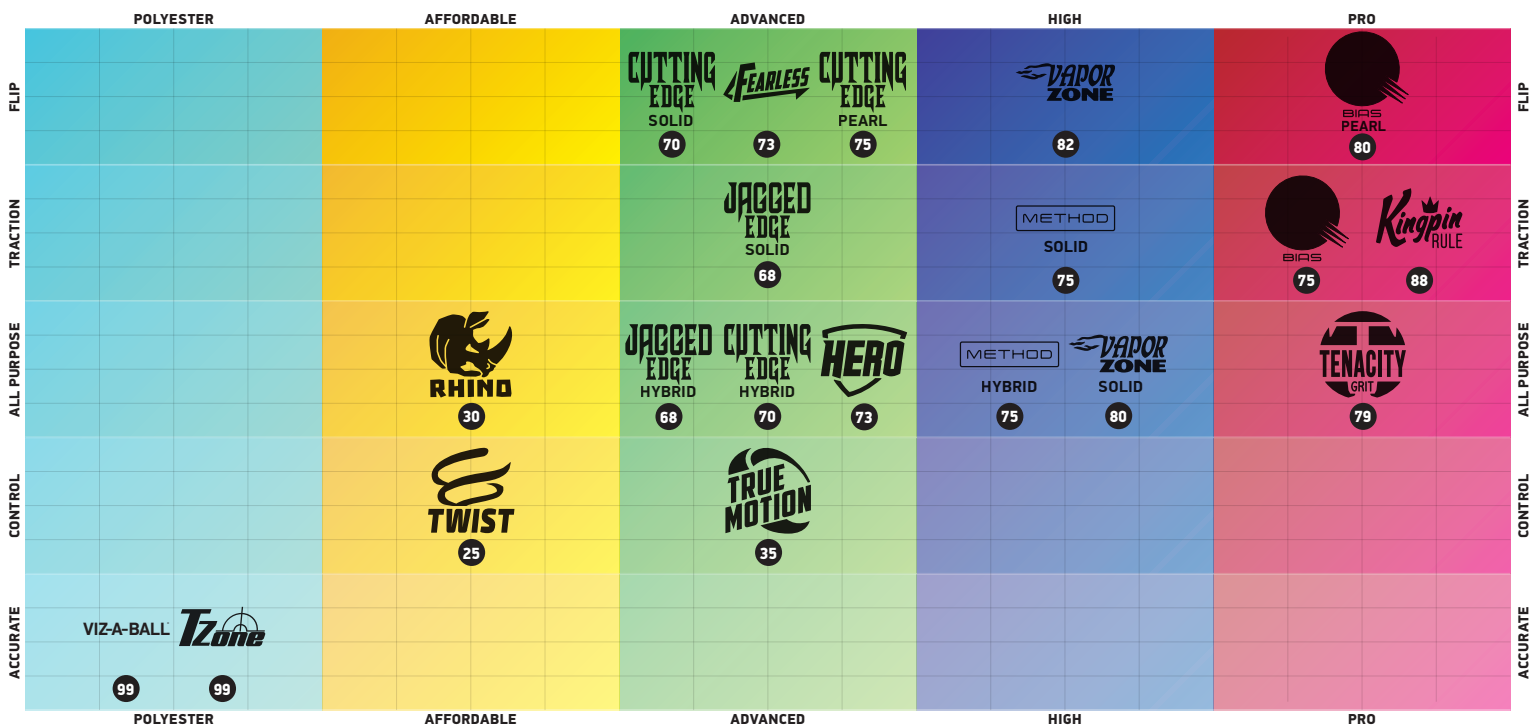 POLYESTER AFFORDABLE ADVANCED HIGH PRO
FLIP
CUTTING EDGE SOLID 70
FEARLESS 73
CUTTING EDGE PEARL 75
VAPOR ZONE 82
BIAS PEARL 80
FLIP
TRACTION
JAGGED EDGE SOLID 68
METHOD SOLID 75
BIAS 75
Kingpin RULE 88
TRACTION
ALL PURPOSE
RHINO 30
JAGGED EDGE HYBRID 68
CUTTING EDGE HYBRID 70
HERO 73
METHOD HYBRID 75
VAPOR ZONE SOLID 80
TENACITY GRIT 79
ALL PURPOSE
CONTROL
TWIST 25
TRUE MOTION 35
CONTROL
ACCURATE
VIZ-A-BALL 99
TZone 99
ACCURATE
POLYESTER AFFORDABLE ADVANCED HIGH PRO